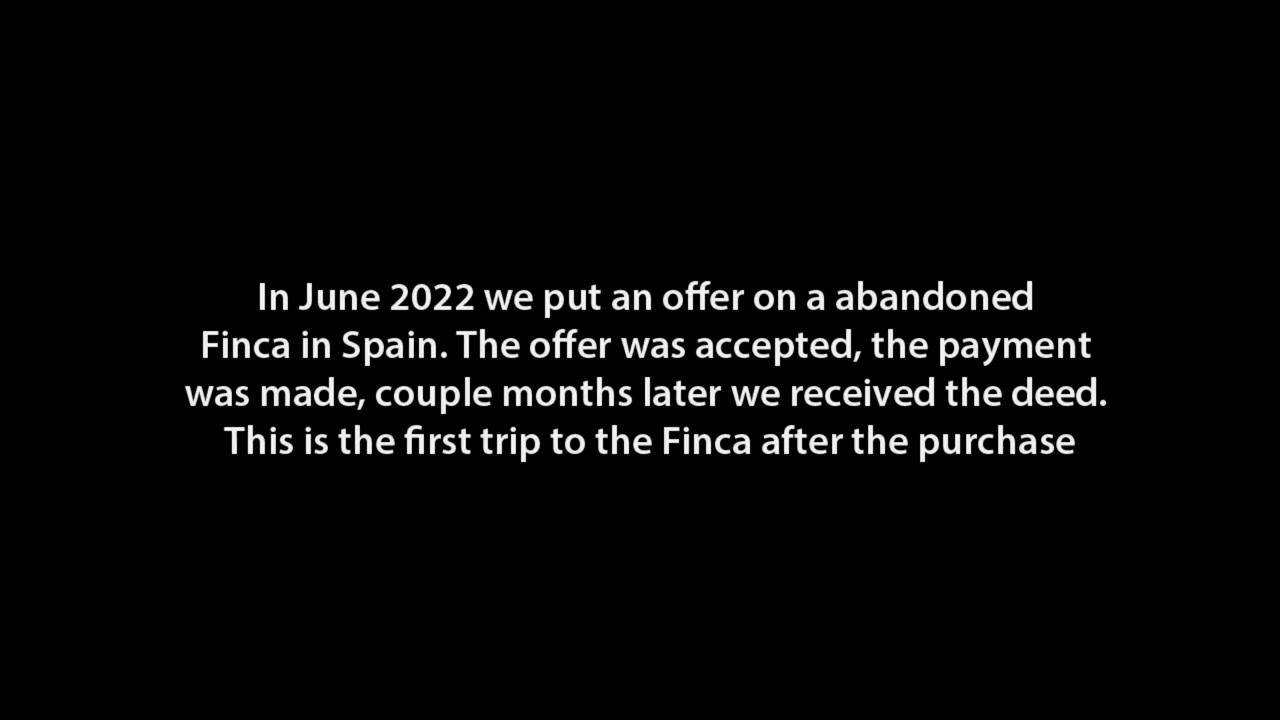 In June 2022 we put an offer on a abandoned
Finca in Spain. The offer was accepted, the payment
was made, couple months later we received the deed.
This is the first trip to the Finca after the purchase